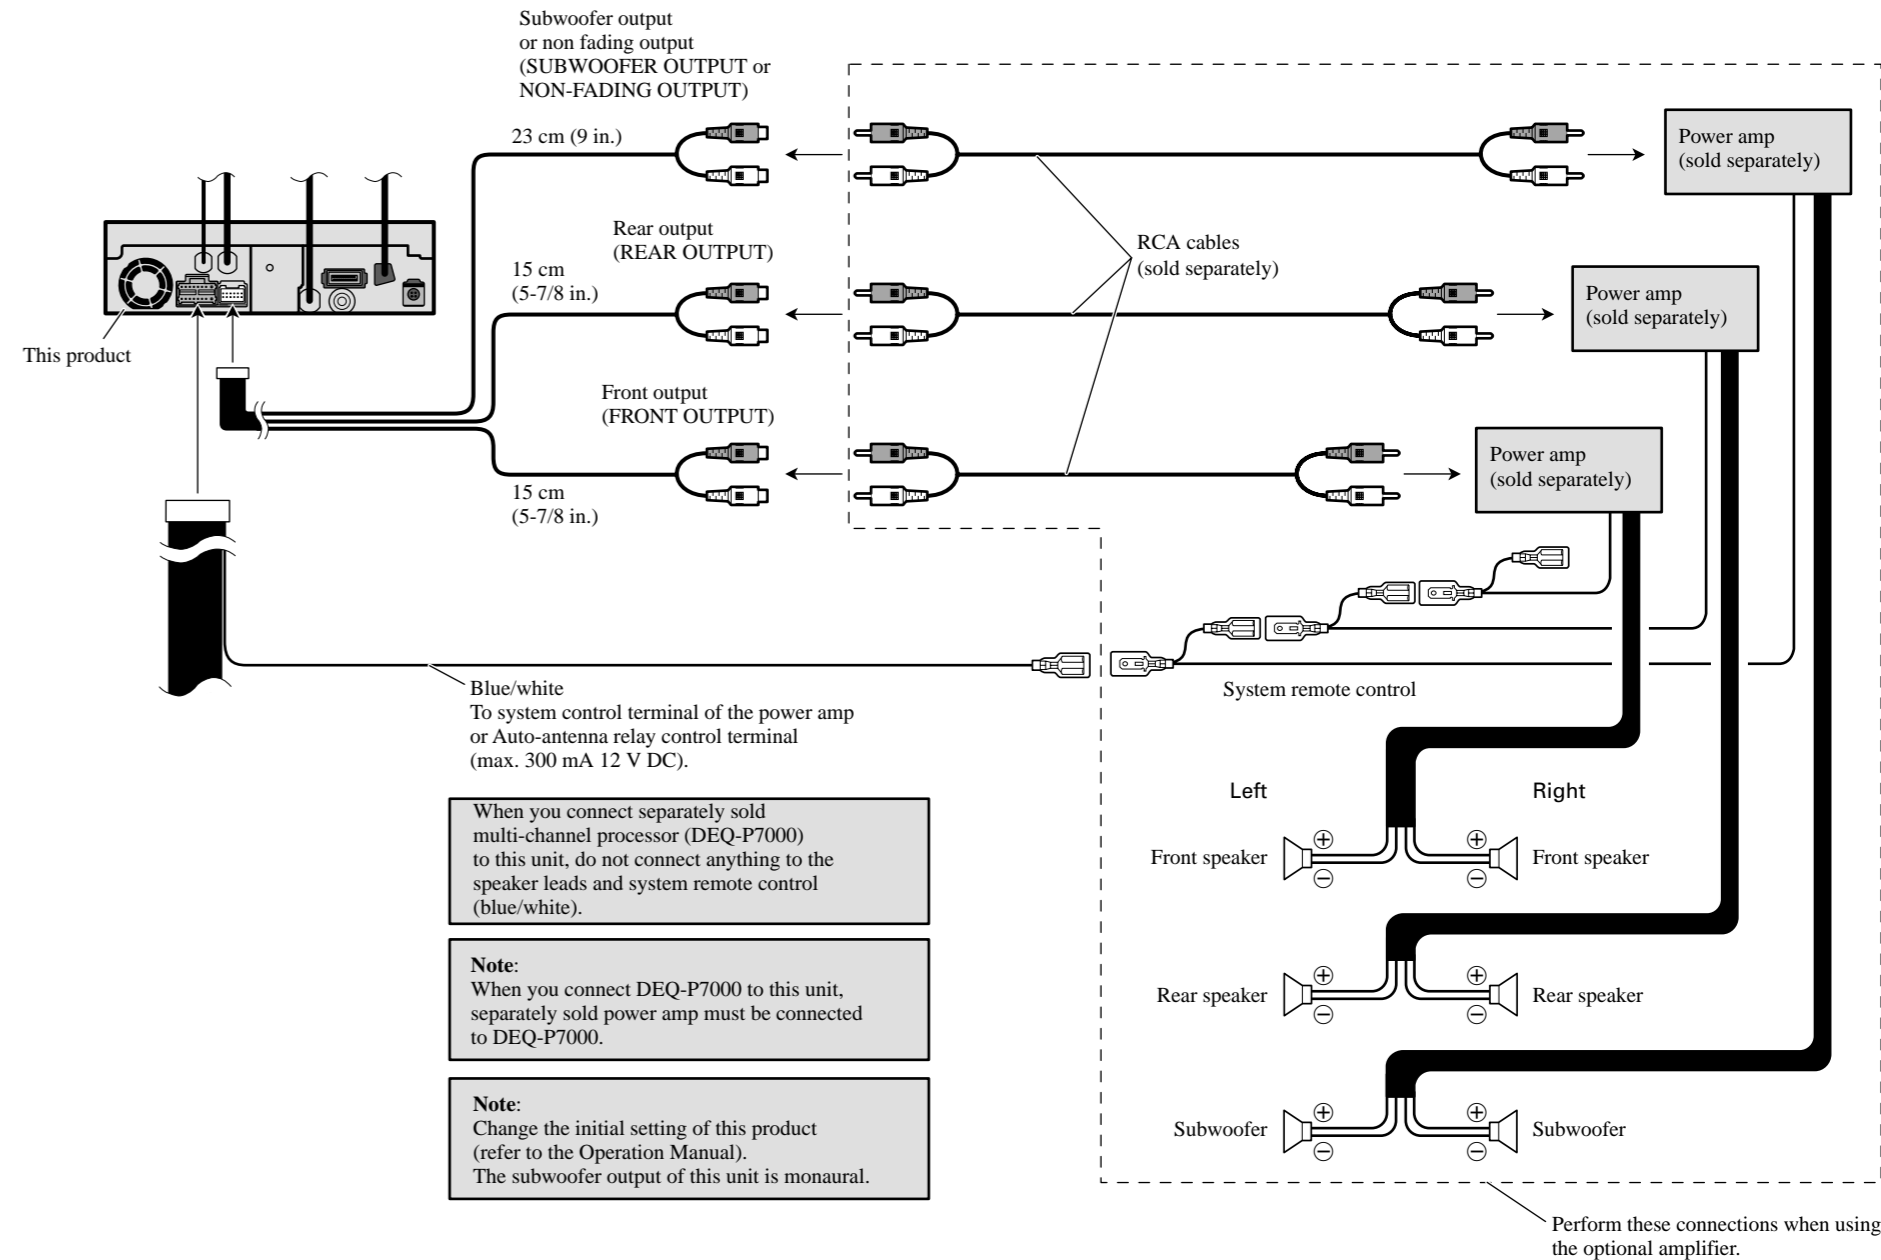 Subwoofer output
or non fading output
(SUBWOOFER OUTPUT or
NON-FADING OUTPUT)
23 cm (9 in.)
Power amp
(sold separately)
Rear output
(REAR OUTPUT)
15 cm
(5-7/8 in.)
RCA cables
(sold separately)
Power amp
(sold separately)
This product
Front output
(FRONT OUTPUT)
15 cm
(5-7/8 in.)
Power amp
(sold separately)
Blue/white
To system control terminal of the power amp
or Auto-antenna relay control terminal
(max. 300 mA 12 V DC).
System remote control
When you connect separately sold
multi-channel processor (DEQ-P7000)
to this unit, do not connect anything to the
speaker leads and system remote control
(blue/white).
Note:
When you connect DEQ-P7000 to this unit,
separately sold power amp must be connected
to DEQ-P7000.
Note:
Change the initial setting of this product
(refer to the Operation Manual).
The subwoofer output of this unit is monaural.
Left
Right
Front speaker
+
−
+
−
Front speaker
Rear speaker
+
−
+
−
Rear speaker
Subwoofer
+
−
+
−
Subwoofer
Perform these connections when using
the optional amplifier.